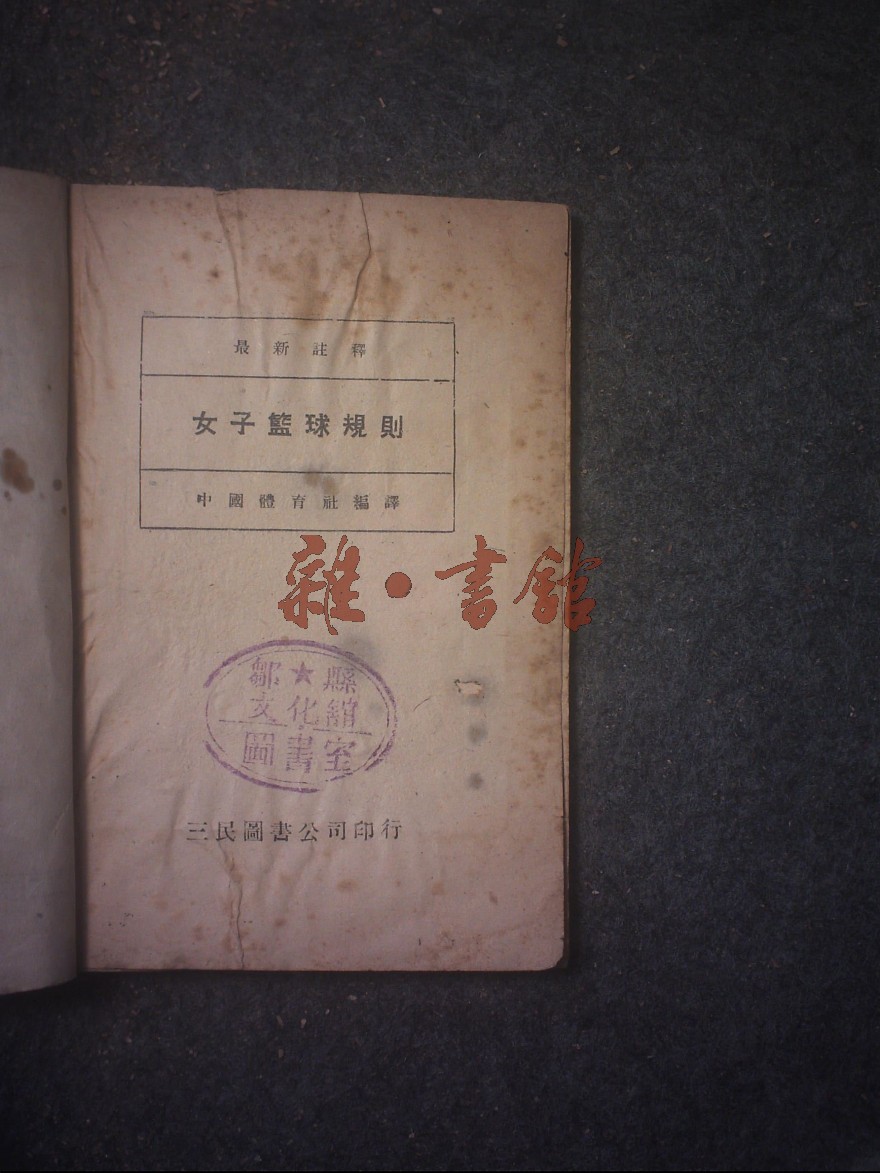 最新註釋
女子籃球規則
中國體育社編譯
雜·書館
鄒★縣
文化館
圖書室
三民圖書公司印行